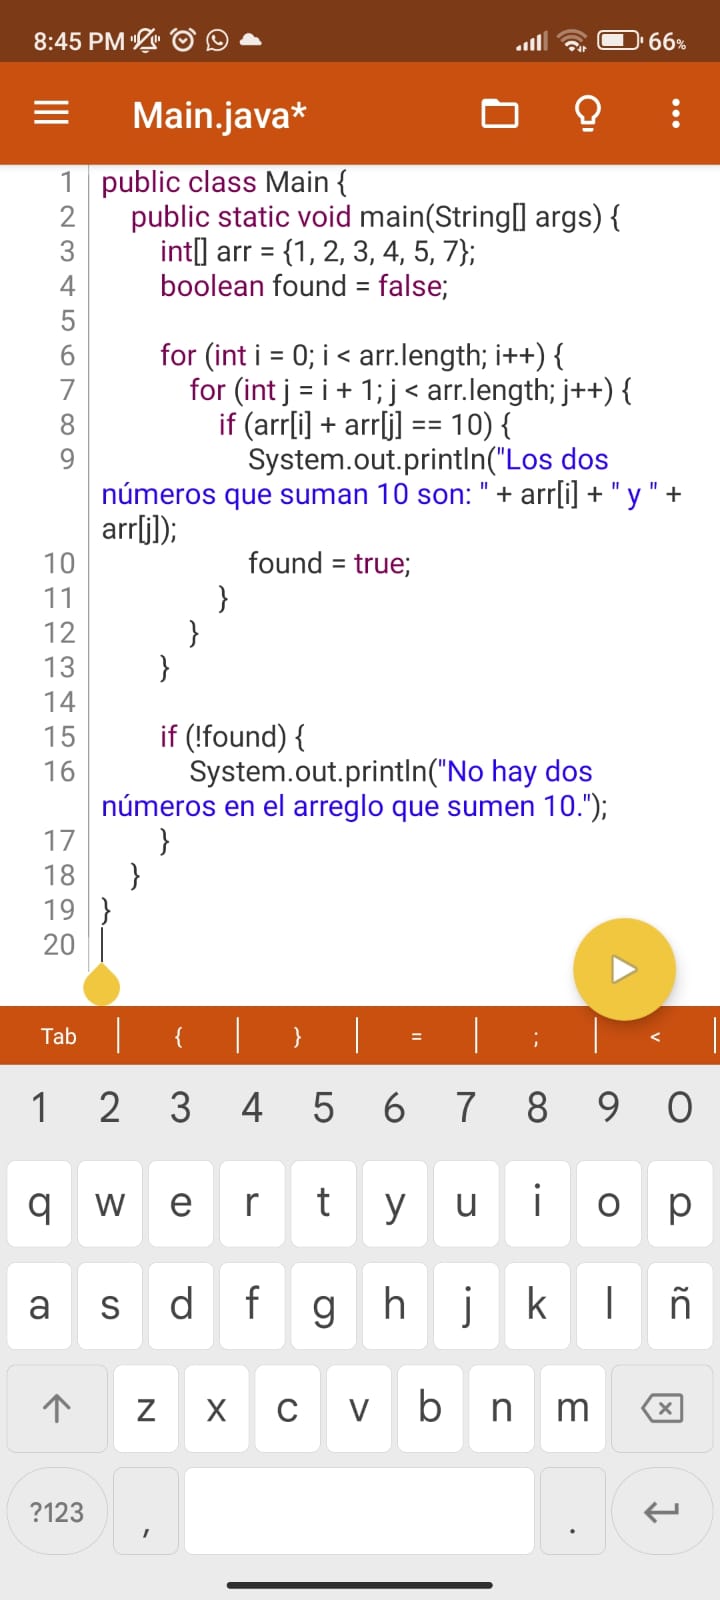 8:45 PM 66%
Main.java*
1 public class Main {
2 public static void main(String[] args) {
3 int[] arr = {1, 2, 3, 4, 5, 7};
4 boolean found = false;
5
6 for (int i = 0; i < arr.length; i++) {
7 for (int j = i + 1; j < arr.length; j++) {
8 if (arr[i] + arr[j] == 10) {
9 System.out.println("Los dos
números que suman 10 son: " + arr[i] + " y " +
arr[j]);
10 found = true;
11 }
12 }
13 }
14
15 if (!found) {
16 System.out.println("No hay dos
números en el arreglo que sumen 10.");
17 }
18 }
19 }
20
Tab { } = ; <
1 2 3 4 5 6 7 8 9 0
q w e r t y u i o p
a s d f g h j k l ñ
z x c v b n m
?123 , .